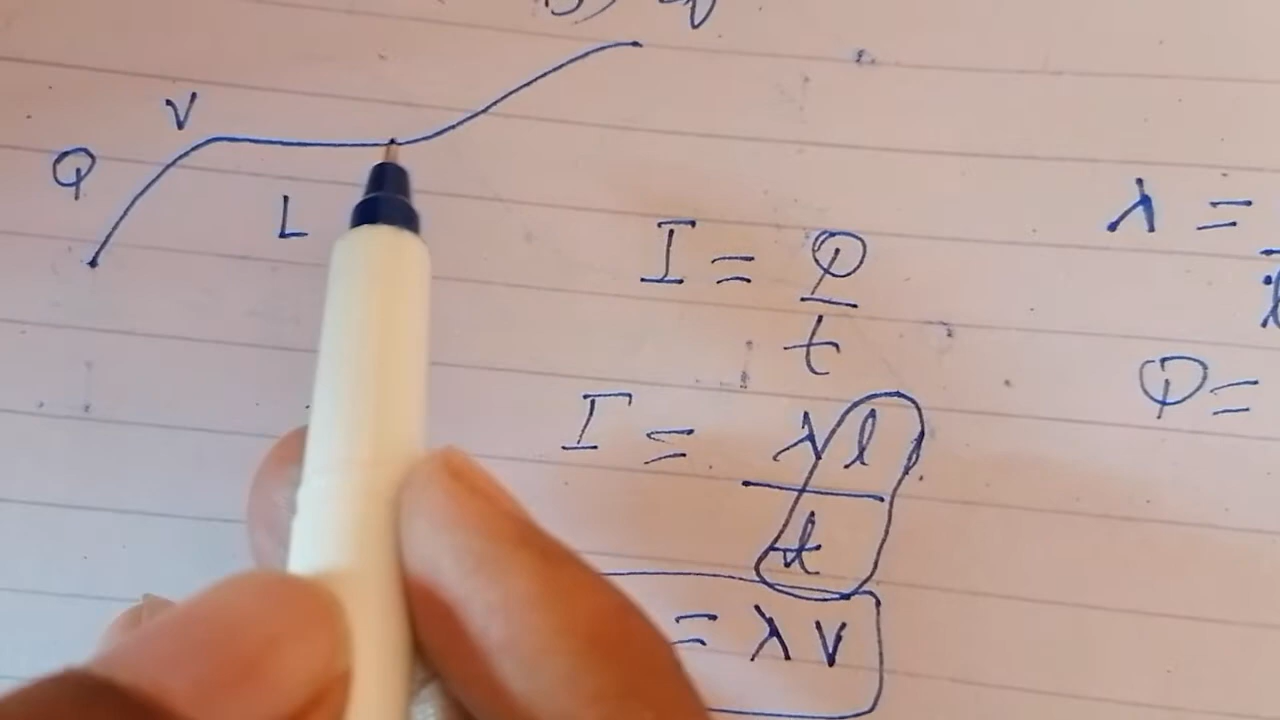 V
Q
L
λ =
I = Q/t
Q =
I = λl/t
= λv